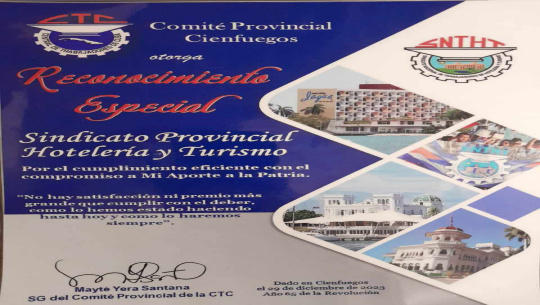 CTC
Comité Provincial
Cienfuegos
otorga
Reconocimiento
Especial
Sindicato Provincial
Hotelería y Turismo
Por el cumplimiento eficiente con el
compromiso a Mi Aporte a la Patria.
"No hay satisfacción ni premio más
grande que cumplir con el deber,
como lo hemos estado haciendo
hasta hoy y como lo haremos
siempre".
Mayté Yera Santana
SG del Comité Provincial de la CTC
Dado en Cienfuegos
el 29 de diciembre de 2023
Año 65 de la Revolución
SNTHT
Jagua